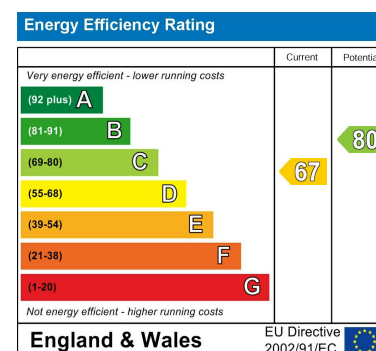 Energy Efficiency Rating
Current Potentia
Very energy efficient - lower running costs
(92 plus) A
(81-91) B
80
(69-80) C
67
(55-68) D
(39-54) E
(21-38) F
(1-20) G
Not energy efficient - higher running costs
England & Wales
EU Directive
2002/91/EC